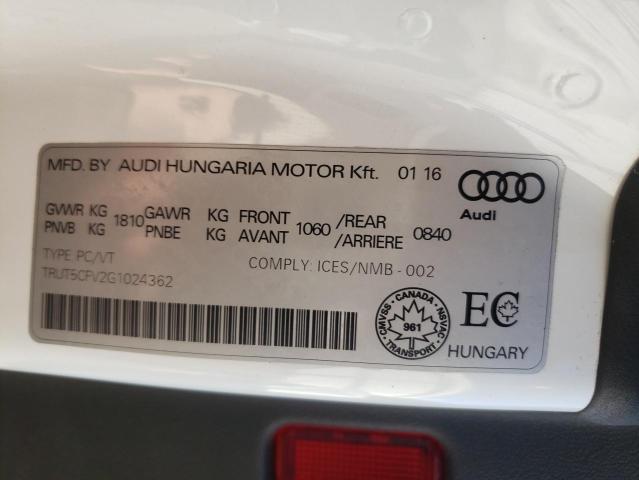 MFD. BY AUDI HUNGARIA MOTOR Kft. 01 16
Audi
GVWR KG 1810 GAWR KG FRONT 1060 /REAR 0840
PNVB KG PNBE KG AVANT /ARRIERE
TYPE PC/VT
COMPLY: ICES/NMB - 002
TRUT5CFV2G1024362
CMVSS - CANADA - NSVAC
961
TRANSPORT
EC
HUNGARY